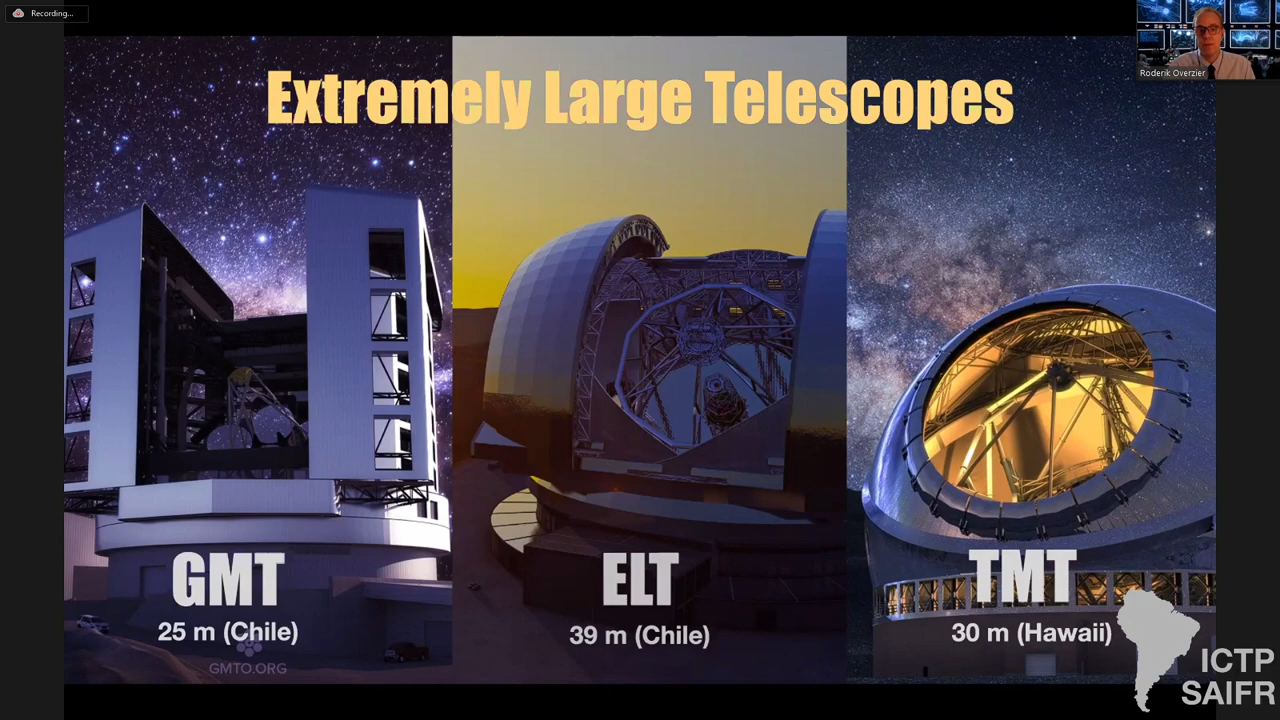 Recording...
Roderik Overzier
Extremely Large Telescopes
GMT
25 m (Chile)
GMTO.ORG
ELT
39 m (Chile)
TMT
30 m (Hawaii)
ICTP
SAIFR